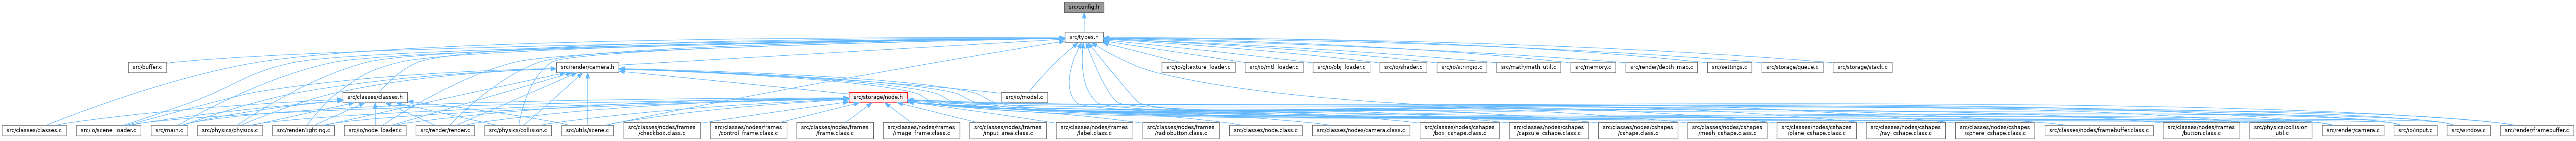 src/config.h
src/types.h
src/buffer.c
src/render/camera.h
src/io/gltexture_loader.c
src/io/mtl_loader.c
src/io/obj_loader.c
src/io/shader.c
src/io/stringio.c
src/math/math_util.c
src/memory.c
src/render/depth_map.c
src/settings.c
src/storage/queue.c
src/storage/stack.c
src/classes/classes.h
src/storage/node.h
src/io/model.c
src/classes/classes.c
src/io/scene_loader.c
src/main.c
src/physics/physics.c
src/render/lighting.c
src/io/node_loader.c
src/render/render.c
src/physics/collision.c
src/utils/scene.c
src/classes/nodes/frames
/checkbox.class.c
src/classes/nodes/frames
/control_frame.class.c
src/classes/nodes/frames
/frame.class.c
src/classes/nodes/frames
/image_frame.class.c
src/classes/nodes/frames
/input_area.class.c
src/classes/nodes/frames
/label.class.c
src/classes/nodes/frames
/radiobutton.class.c
src/classes/node.class.c
src/classes/nodes/camera.class.c
src/classes/nodes/cshapes
/box_cshape.class.c
src/classes/nodes/cshapes
/capsule_cshape.class.c
src/classes/nodes/cshapes
/cshape.class.c
src/classes/nodes/cshapes
/mesh_cshape.class.c
src/classes/nodes/cshapes
/plane_cshape.class.c
src/classes/nodes/cshapes
/ray_cshape.class.c
src/classes/nodes/cshapes
/sphere_cshape.class.c
src/classes/nodes/framebuffer.class.c
src/classes/nodes/frames
/button.class.c
src/physics/collision
_util.c
src/render/camera.c
src/io/input.c
src/window.c
src/render/framebuffer.c